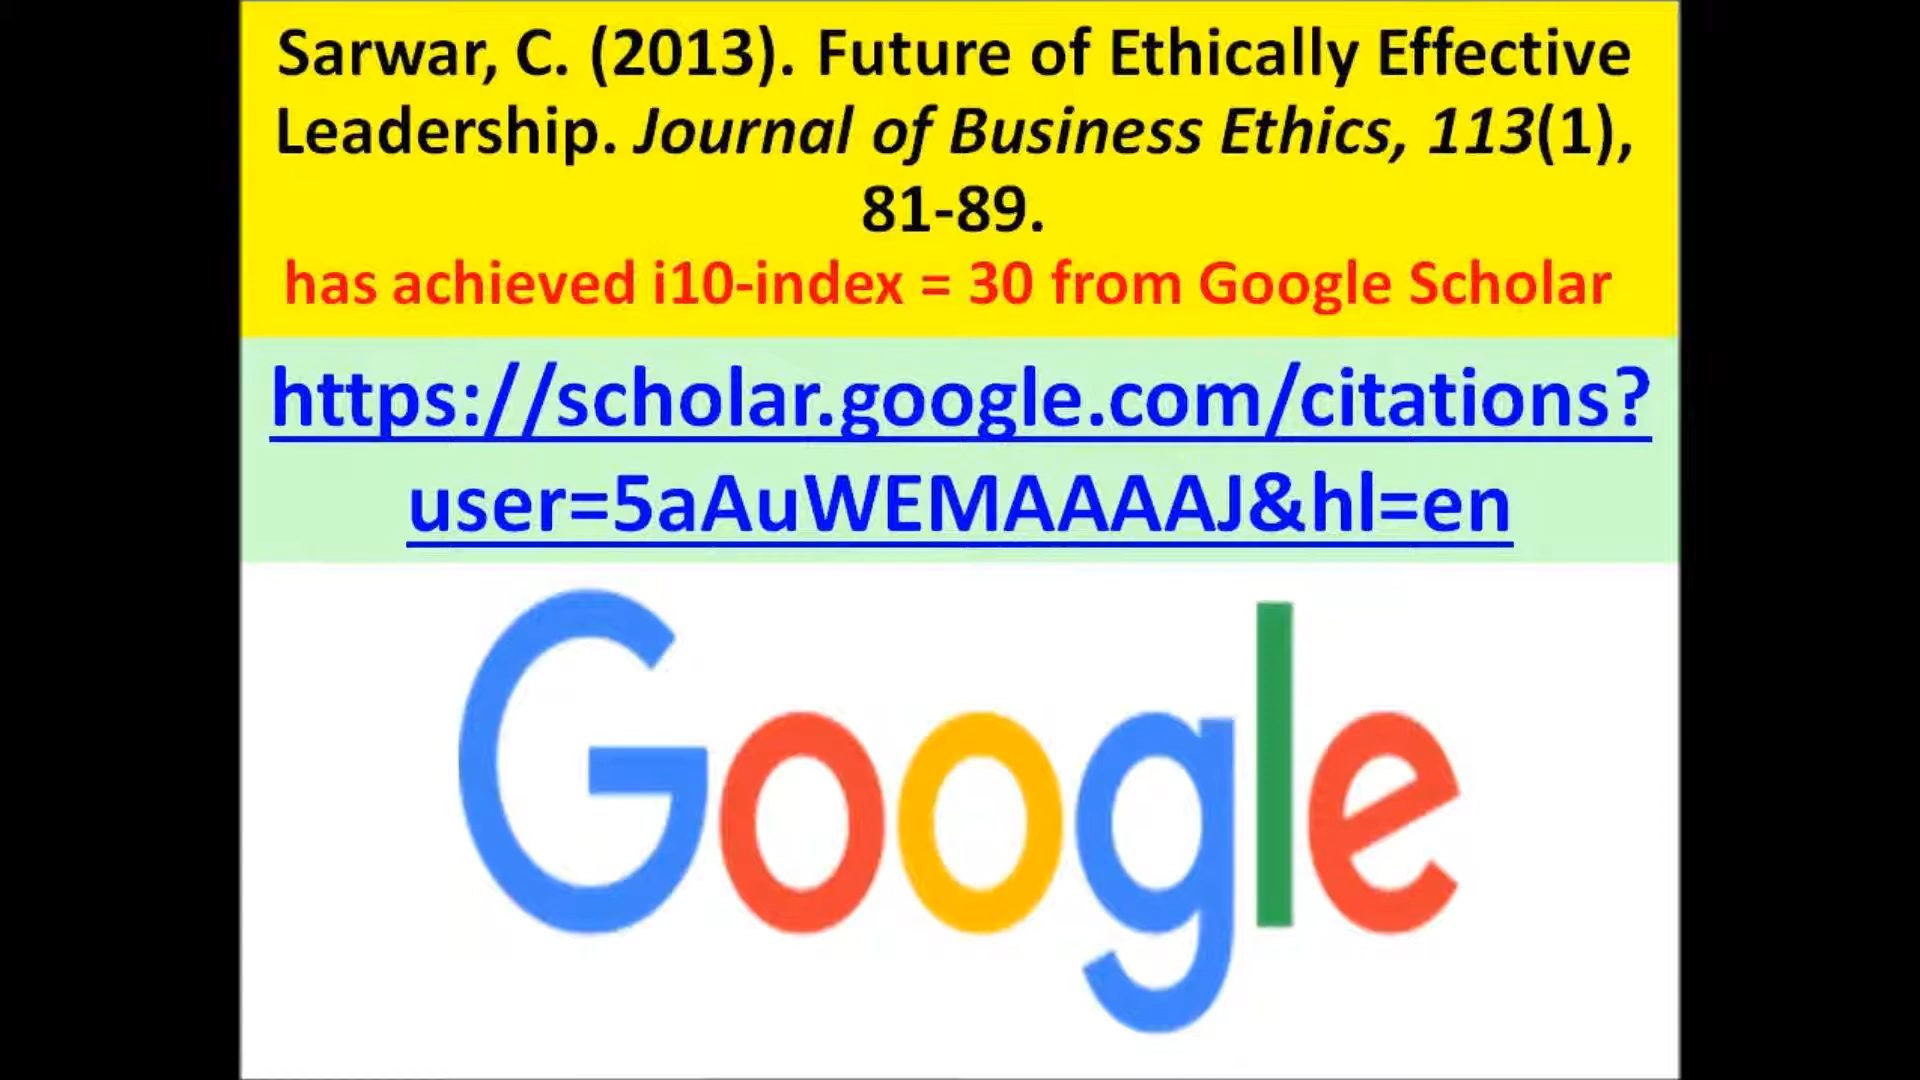 Sarwar, C. (2013). Future of Ethically Effective
Leadership. Journal of Business Ethics, 113(1),
81-89.
has achieved i10-index = 30 from Google Scholar
https://scholar.google.com/citations?
user=5aAuWEMAAAAJ&hl=en
Google